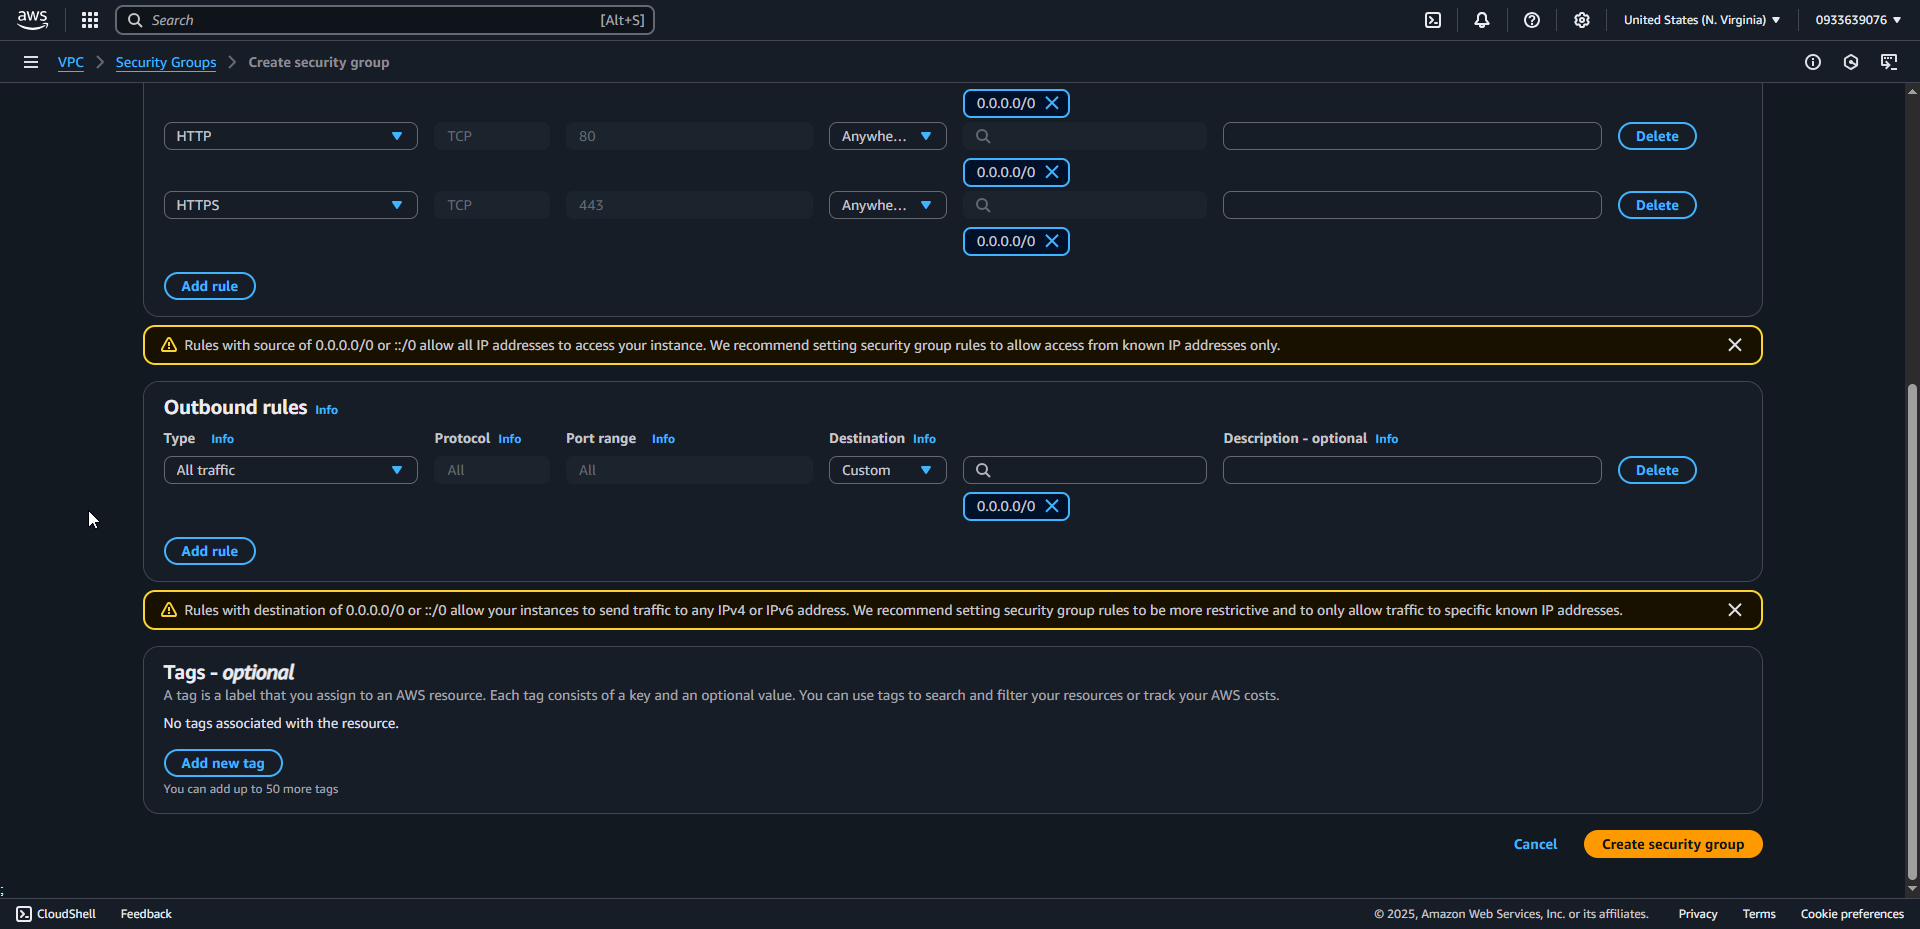 aws
Search [Alt+S]
United States (N. Virginia)
0933639076
VPC
Security Groups
Create security group
0.0.0.0/0
HTTP TCP 80 Anywhe... Delete
0.0.0.0/0
HTTPS TCP 443 Anywhe... Delete
0.0.0.0/0
Add rule
Rules with source of 0.0.0.0/0 or ::/0 allow all IP addresses to access your instance. We recommend setting security group rules to allow access from known IP addresses only.
Outbound rules Info
Type Info Protocol Info Port range Info Destination Info Description - optional Info
All traffic All All Custom Delete
0.0.0.0/0
Add rule
Rules with destination of 0.0.0.0/0 or ::/0 allow your instances to send traffic to any IPv4 or IPv6 address. We recommend setting security group rules to be more restrictive and to only allow traffic to specific known IP addresses.
Tags - optional
A tag is a label that you assign to an AWS resource. Each tag consists of a key and an optional value. You can use tags to search and filter your resources or track your AWS costs.
No tags associated with the resource.
Add new tag
You can add up to 50 more tags
Cancel Create security group
;
CloudShell Feedback © 2025, Amazon Web Services, Inc. or its affiliates. Privacy Terms Cookie preferences